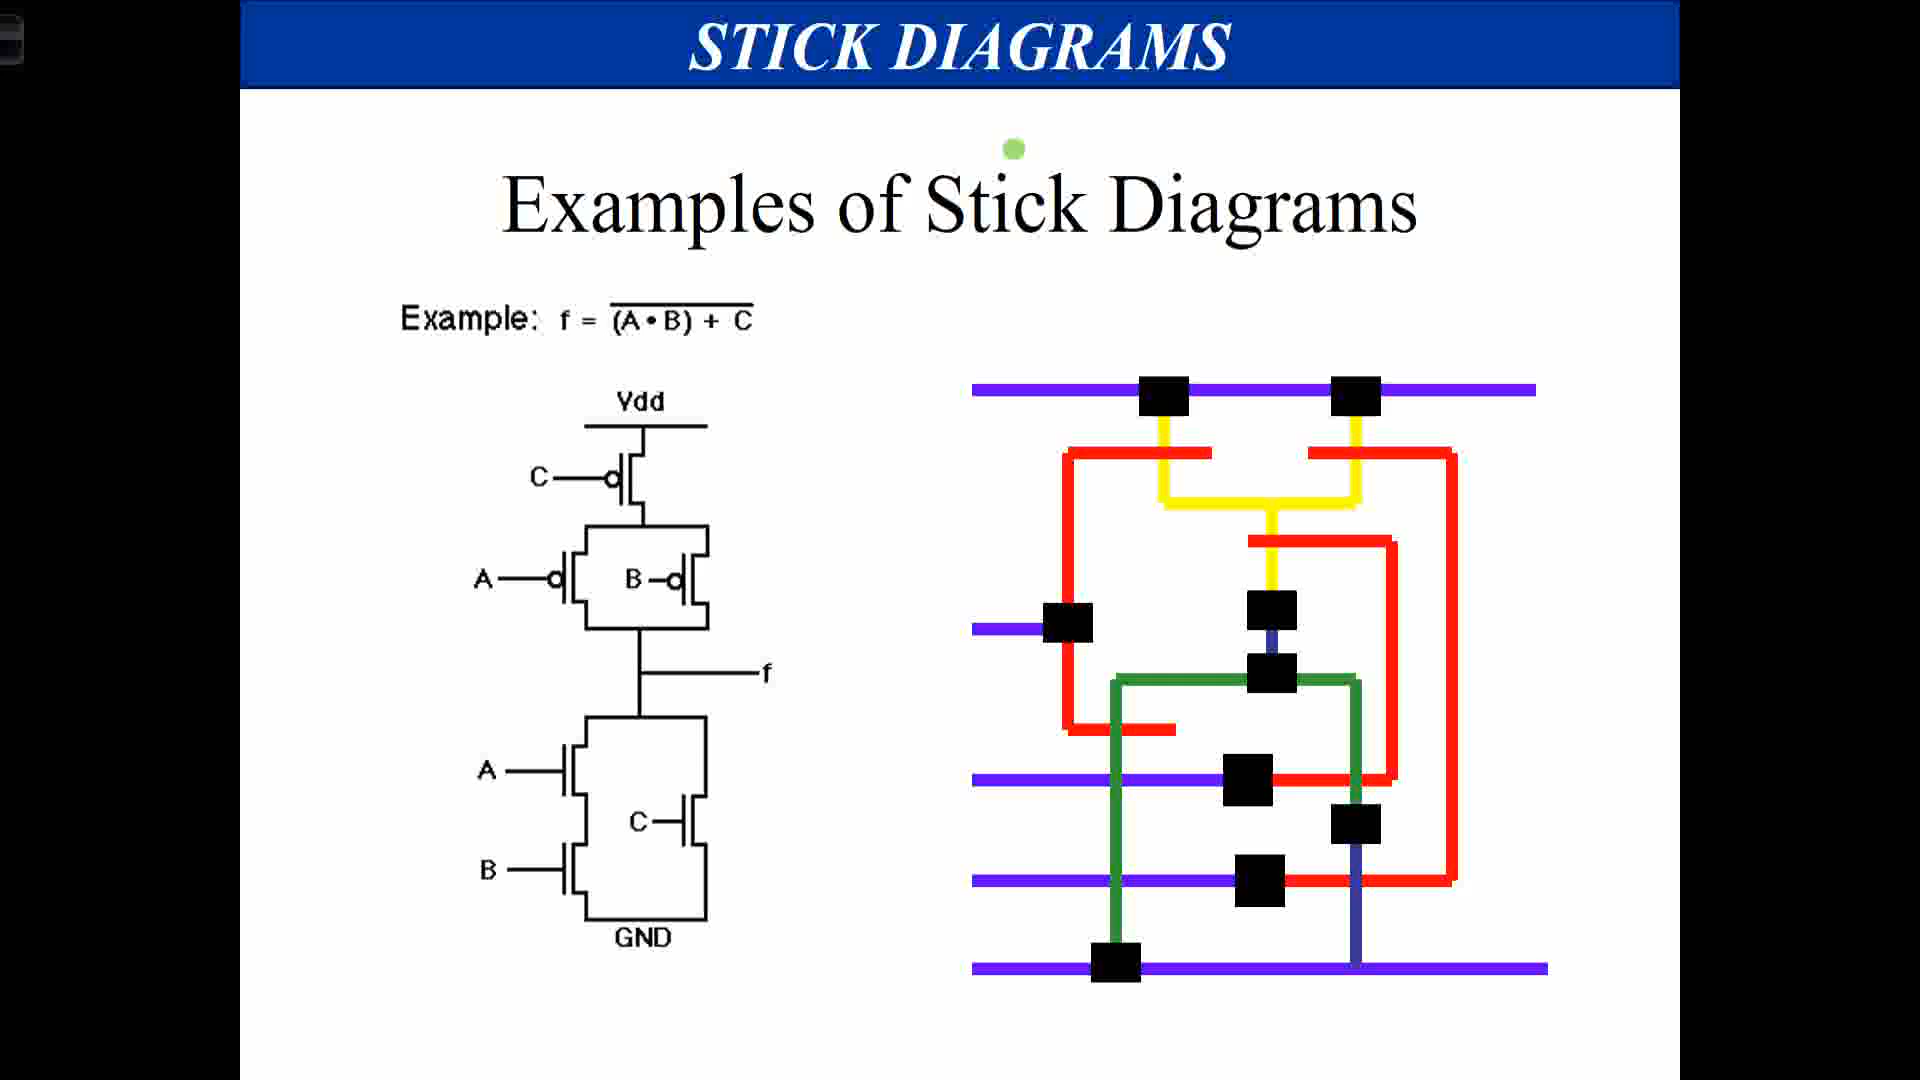 STICK DIAGRAMS
Examples of Stick Diagrams
Example: f = (A • B) + C
Vdd
C
A
B
f
A
C
B
GND